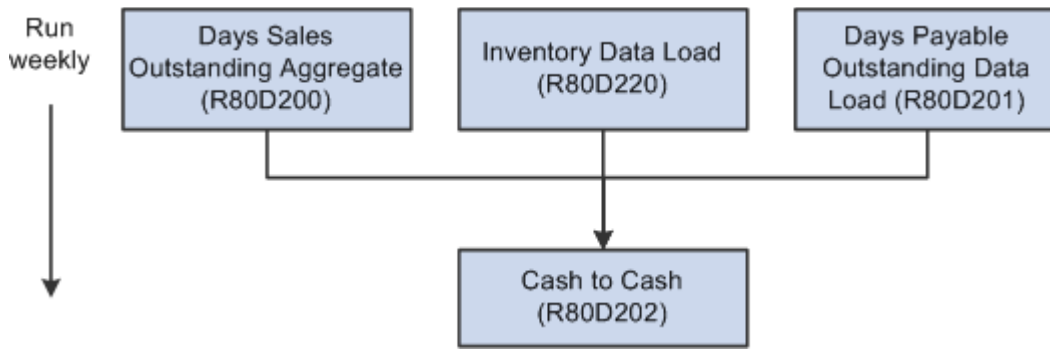 Run
weekly
Days Sales
Outstanding Aggregate
(R80D200)
Inventory Data Load
(R80D220)
Days Payable
Outstanding Data
Load (R80D201)
Cash to Cash
(R80D202)